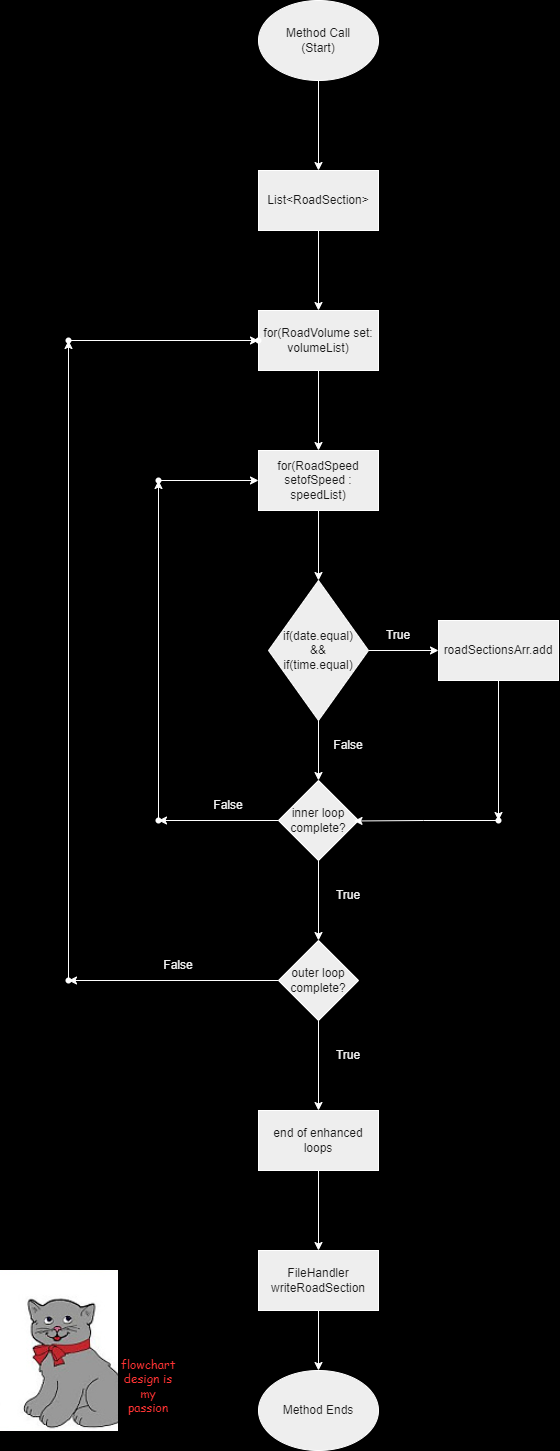 Method Call
(Start)
List<RoadSection>
for(RoadVolume set:
volumeList)
for(RoadSpeed
setofSpeed :
speedList)
if(date.equal)
&&
if(time.equal)
True
roadSectionsArr.add
False
inner loop
complete?
False
True
outer loop
complete?
False
True
end of enhanced
loops
FileHandler
writeRoadSection
flowchart
design is
my
passion
Method Ends